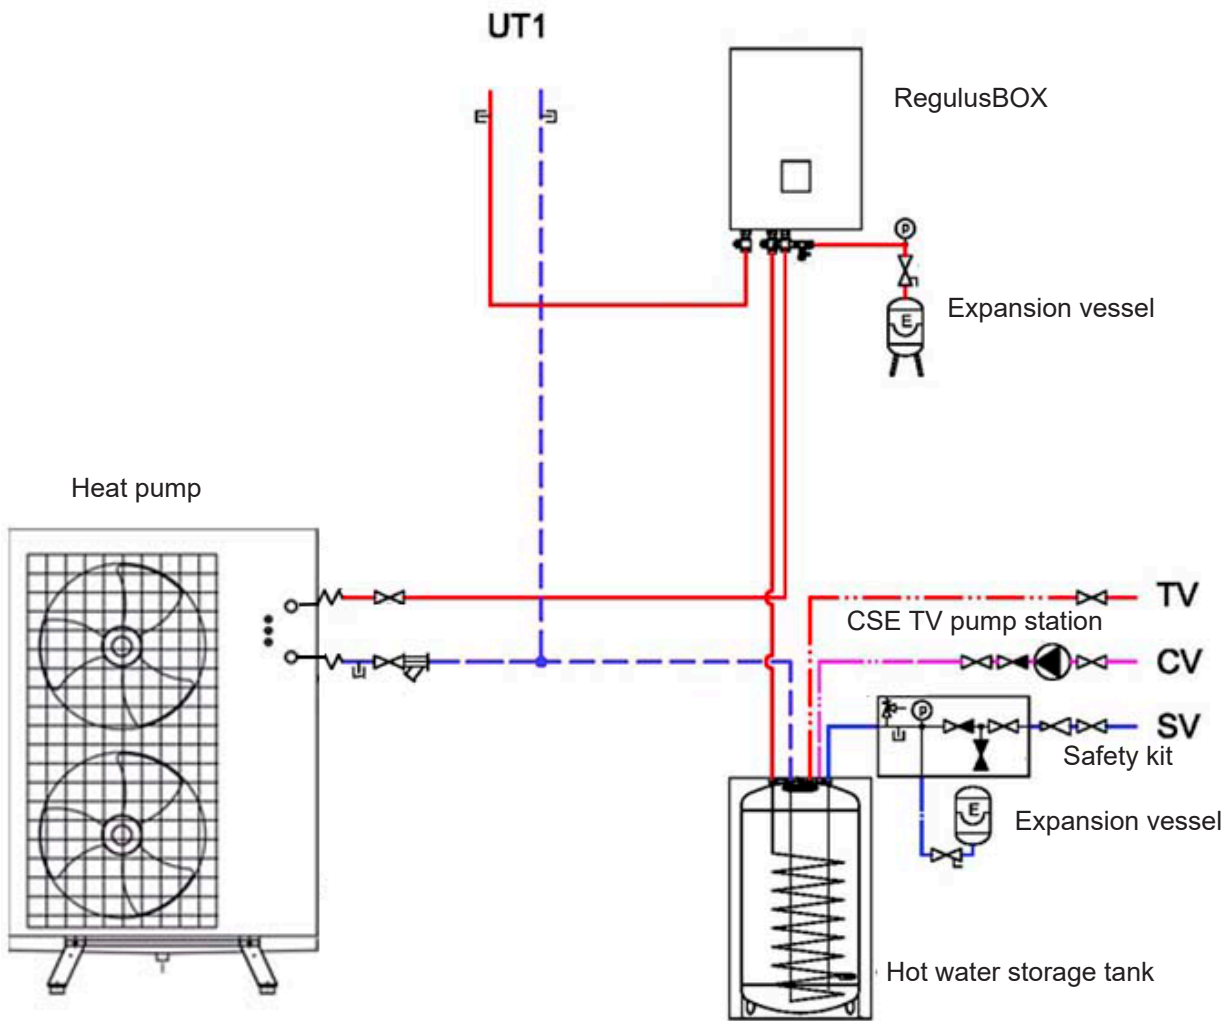 UT1
RegulusBOX
P
Expansion vessel
E
Heat pump
TV
CSE TV pump station
CV
P
SV
Safety kit
E
Expansion vessel
Hot water storage tank